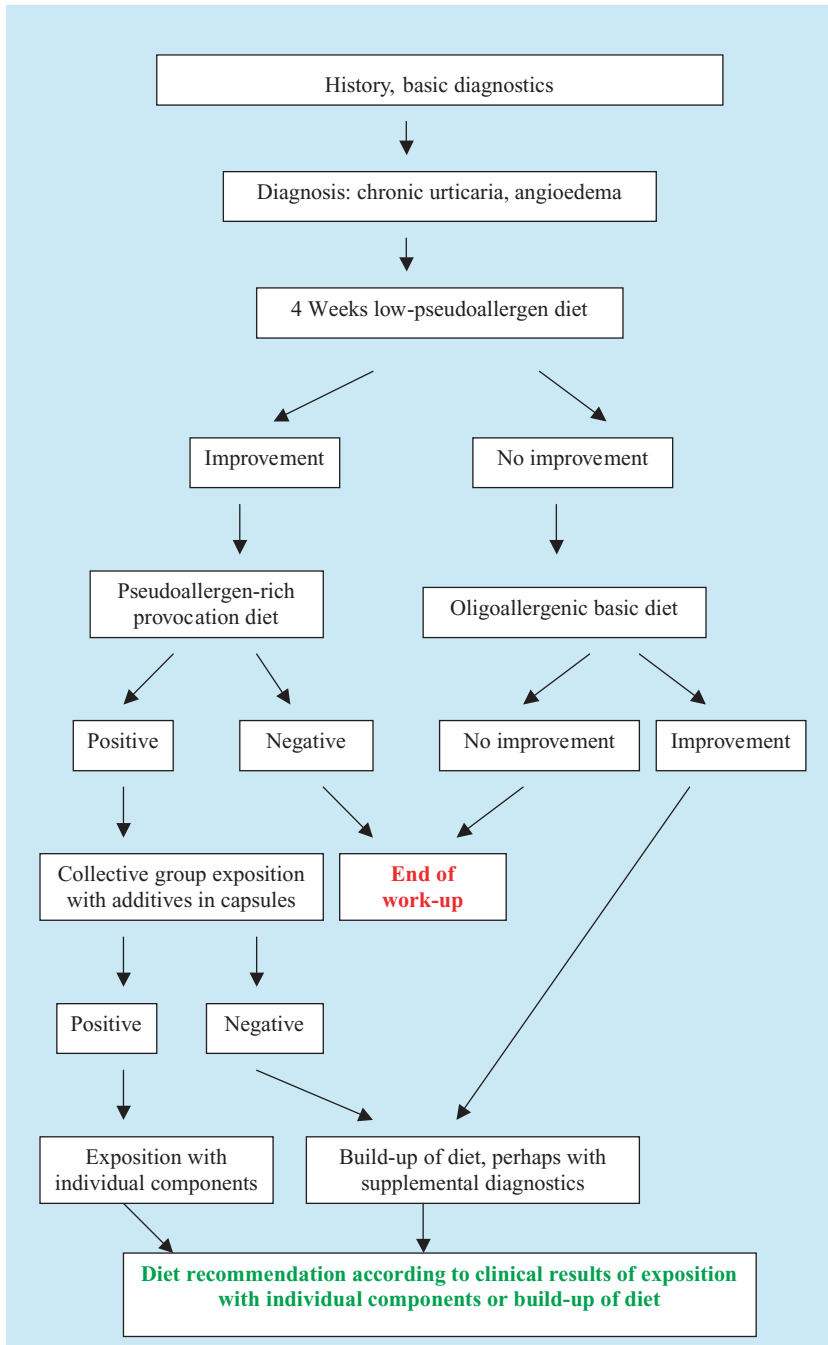 History, basic diagnostics
Diagnosis: chronic urticaria, angioedema
4 Weeks low-pseudoallergen diet
Improvement
No improvement
Pseudoallergen-rich
provocation diet
Oligoallergenic basic diet
Positive
Negative
No improvement
Improvement
Collective group exposition
with additives in capsules
End of
work-up
Positive
Negative
Exposition with
individual components
Build-up of diet, perhaps with
supplemental diagnostics
Diet recommendation according to clinical results of exposition
with individual components or build-up of diet